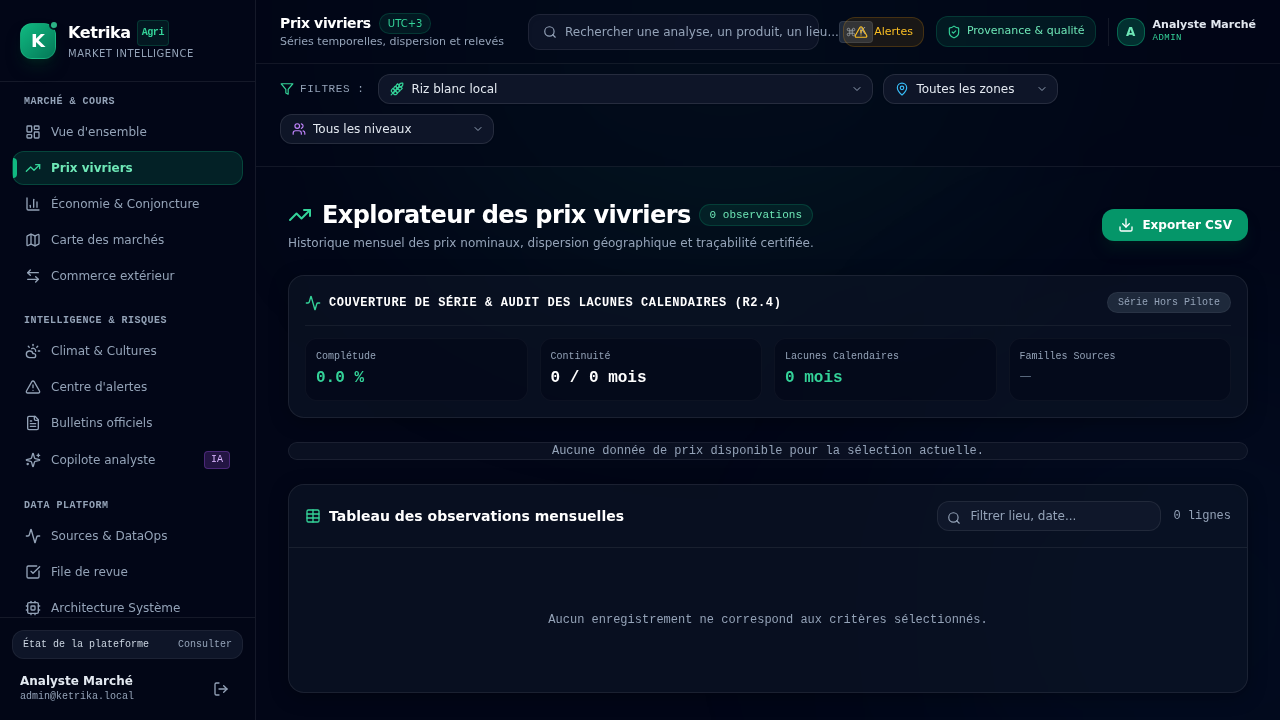 K
Ketrika Agri
MARKET INTELLIGENCE
MARCHÉ & COURS
Vue d'ensemble
Prix vivriers
Économie & Conjoncture
Carte des marchés
Commerce extérieur
INTELLIGENCE & RISQUES
Climat & Cultures
Centre d'alertes
Bulletins officiels
Copilote analyste IA
DATA PLATFORM
Sources & DataOps
File de revue
Architecture Système
État de la plateforme Consulter
Analyste Marché
admin@ketrika.local
Prix vivriers UTC+3
Séries temporelles, dispersion et relevés
Rechercher une analyse, un produit, un lieu...
Alertes
Provenance & qualité
A
Analyste Marché
ADMIN
FILTRES :
Riz blanc local
Toutes les zones
Tous les niveaux
Explorateur des prix vivriers 0 observations
Historique mensuel des prix nominaux, dispersion géographique et traçabilité certifiée.
Exporter CSV
COUVERTURE DE SÉRIE & AUDIT DES LACUNES CALENDAIRES (R2.4)
Série Hors Pilote
Complétude
0.0 %
Continuité
0 / 0 mois
Lacunes Calendaires
0 mois
Familles Sources
—
Aucune donnée de prix disponible pour la sélection actuelle.
Tableau des observations mensuelles
Filtrer lieu, date...
0 lignes
Aucun enregistrement ne correspond aux critères sélectionnés.